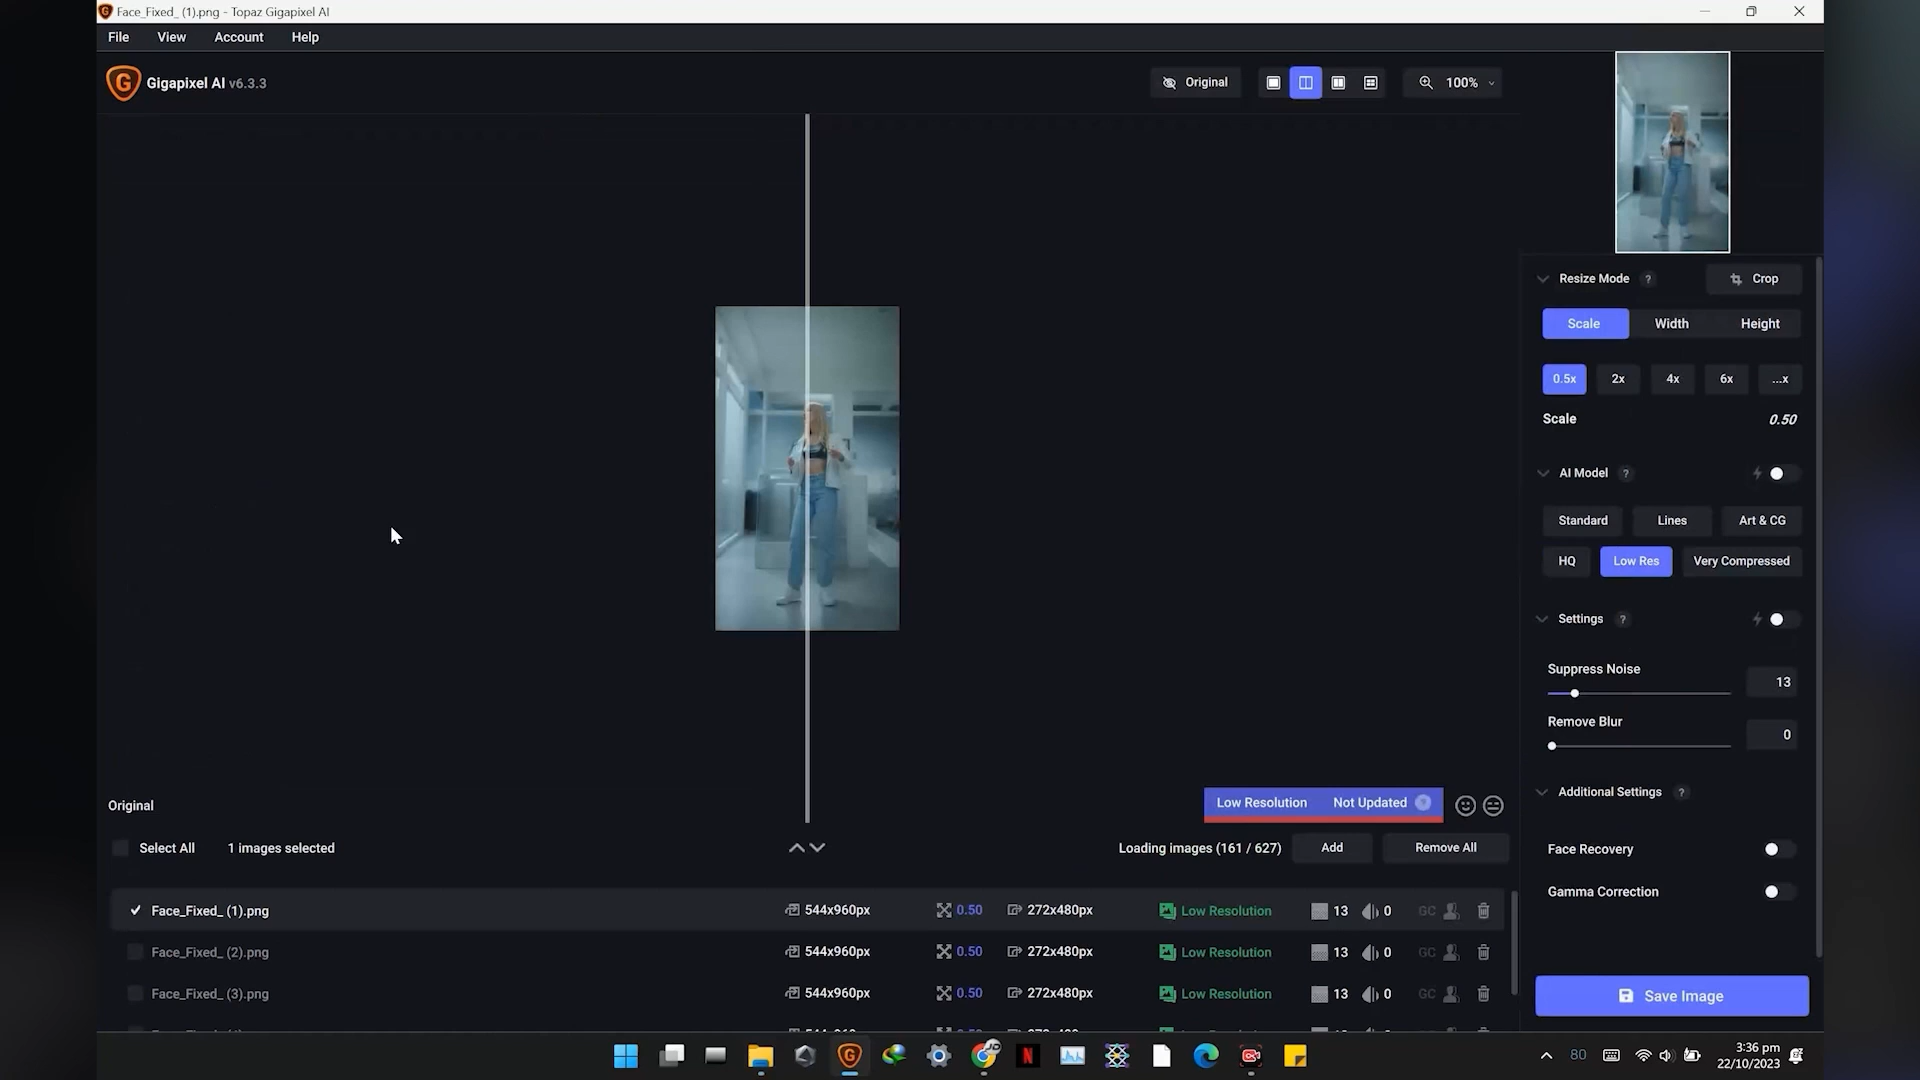 Face_Fixed_ (1).png - Topaz Gigapixel AI
File View Account Help
Gigapixel AI v6.3.3
Original
100%
Resize Mode ? Crop
Scale Width Height
0.5x 2x 4x 6x ...x
Scale 0.50
AI Model ?
Standard Lines Art & CG
HQ Low Res Very Compressed
Settings ?
Suppress Noise
13
Remove Blur
0
Original
Low Resolution Not Updated
Additional Settings ?
Select All 1 images selected
Loading images (161 / 627) Add Remove All
Face Recovery
Gamma Correction
Face_Fixed_ (1).png 544x960px 0.50 272x480px Low Resolution 13 0 GC
Face_Fixed_ (2).png 544x960px 0.50 272x480px Low Resolution 13 0 GC
Face_Fixed_ (3).png 544x960px 0.50 272x480px Low Resolution 13 0 GC
Save Image
80
3:36 pm
22/10/2023